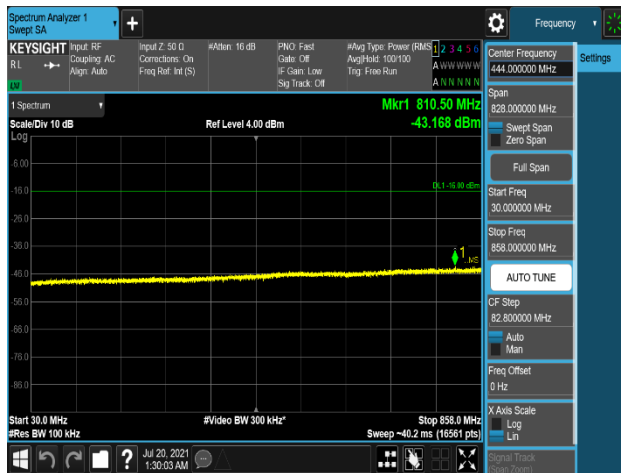 Spectrum Analyzer 1
Swept SA
+
Frequency
KEYSIGHT
Input: RF
Coupling: AC
Align: Auto
Input Z: 50 Ω
Corrections: On
Freq Ref: Int (S)
#Atten: 16 dB
PNO: Fast
Gate: Off
IF Gain: Low
Sig Track: Off
#Avg Type: Power (RMS
Avg|Hold: 100/100
Trig: Free Run
1 2 3 4 5 6
A W W W W W
A N N N N N
RL
LXI
1 Spectrum
Scale/Div 10 dB
Log
Ref Level 4.00 dBm
Mkr1 810.50 MHz
-43.168 dBm
-6.00
DL1 -16.00 dBm
-16.0
-26.0
-36.0
1
-46.0
-56.0
-66.0
-76.0
-86.0
Start 30.0 MHz
#Res BW 100 kHz
#Video BW 300 kHz*
Stop 858.0 MHz
Sweep ~40.2 ms (16561 pts)
Jul 20, 2021
1:30:03 AM
Center Frequency
444.000000 MHz
Settings
Span
828.000000 MHz
Swept Span
Zero Span
Full Span
Start Freq
30.000000 MHz
Stop Freq
858.000000 MHz
AUTO TUNE
CF Step
82.800000 MHz
Auto
Man
Freq Offset
0 Hz
X Axis Scale
Log
Lin
Signal Track
(Span Zoom)